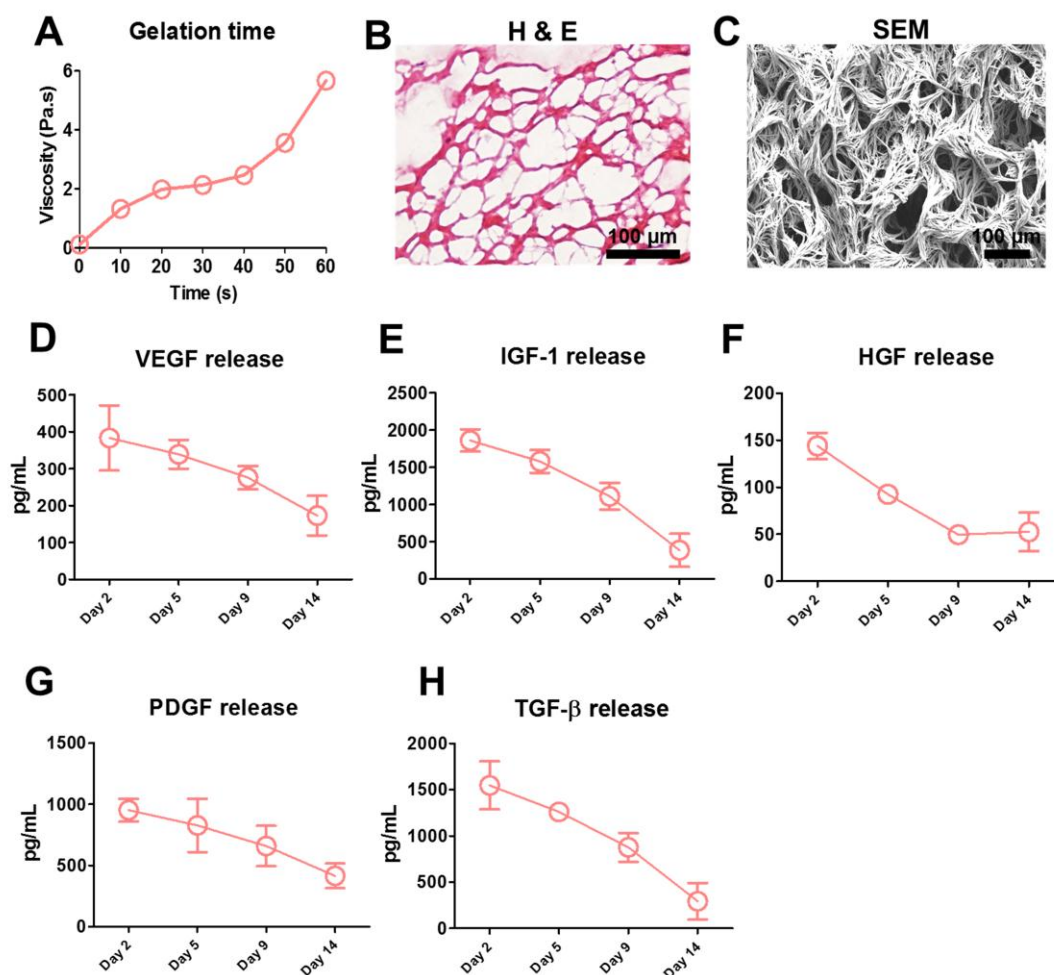 A
Gelation time
Viscosity (Pa.s)
6
4
2
0
0 10 20 30 40 50 60
Time (s)
B
H & E
100 µm
C
SEM
100 µm
D
VEGF release
pg/mL
500
400
300
200
100
0
Day 2 Day 5 Day 9 Day 14
E
IGF-1 release
pg/mL
2500
2000
1500
1000
500
0
Day 2 Day 5 Day 9 Day 14
F
HGF release
pg/mL
200
150
100
50
0
Day 2 Day 5 Day 9 Day 14
G
PDGF release
pg/mL
1500
1000
500
0
Day 2 Day 5 Day 9 Day 14
H
TGF-β release
pg/mL
2000
1500
1000
500
0
Day 2 Day 5 Day 9 Day 14